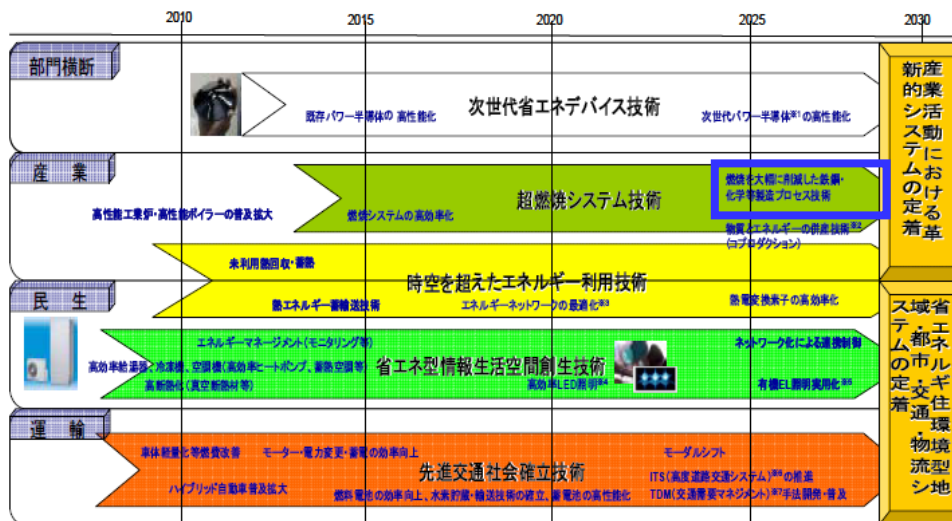 2010
2015
2020
2025
2030
部門横断
次世代省エネデバイス技術
既存パワー半導体の 高性能化
次世代パワー半導体※1の高性能化
産業
超燃焼システム技術
燃焼を大幅に削減した鉄鋼・
化学等製造プロセス技術
高性能工業炉・高性能ボイラーの普及拡大
燃焼システムの高効率化
物質とエネルギーの併産技術※2
(コプロダクション)
未利用熱回収・蓄熱
時空を超えたエネルギー利用技術
熱エネルギー蓄輸送技術
エネルギーネットワークの最適化※3
熱電変換素子の高効率化
民生
エネルギーマネージメント(モニタリング等)
ネットワーク化による連携制御
高効率給湯器、冷凍機、空調機(高効率ヒートポンプ、蓄熱空調等)
省エネ型情報生活空間創生技術
高断熱化(真空断熱材等)
高効率LED照明※4
有機EL照明実用化※5
運輸
車体軽量化等燃費改善
モーター・電力変更・蓄電の効率向上
モーダルシフト
先進交通社会確立技術
ITS(高度道路交通システム)※6の推進
ハイブリッド自動車普及拡大
燃料電池の効率向上、水素貯蔵・輸送技術の確立、蓄電池の高性能化
TDM(交通需要マネジメント)※7手法開発・普及
産業活動における革
新的システムの定着
省エネルギ住環境型地
域・都市・交通・物流シ
ステムの定着